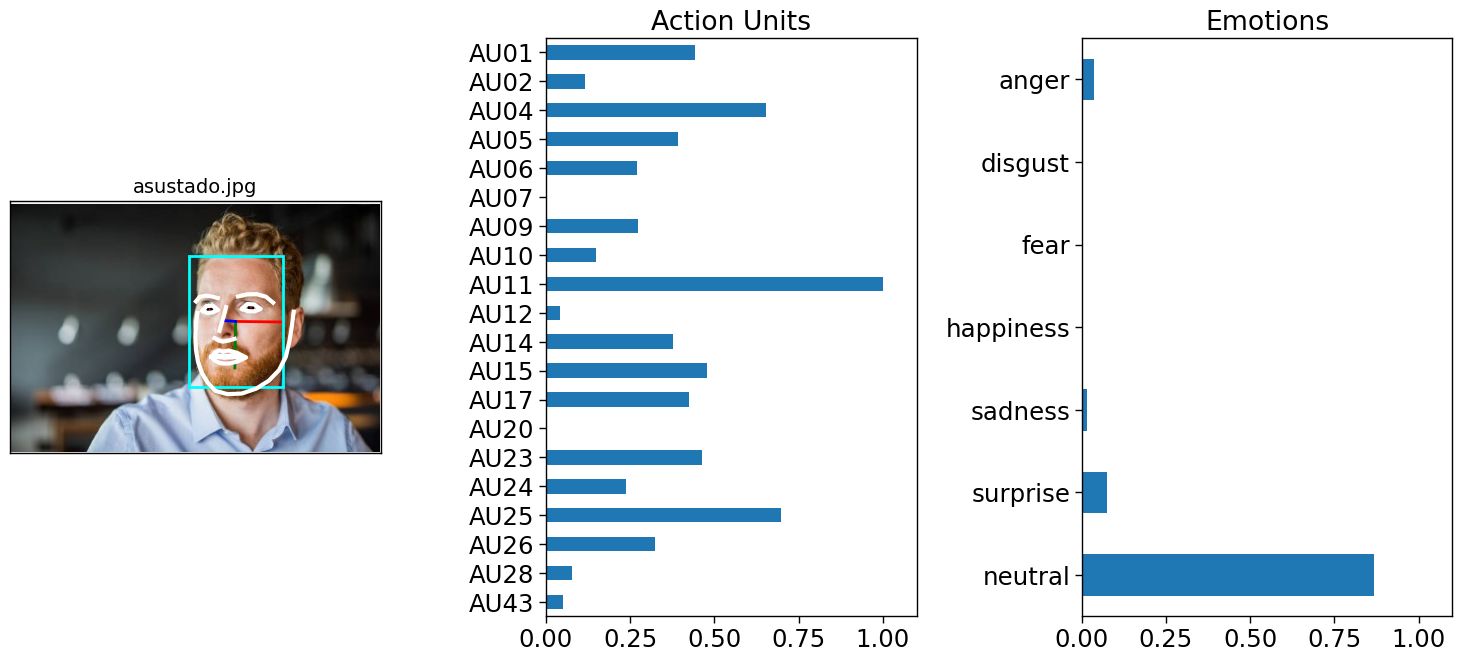 asustado.jpg
Action Units
AU01
AU02
AU04
AU05
AU06
AU07
AU09
AU10
AU11
AU12
AU14
AU15
AU17
AU20
AU23
AU24
AU25
AU26
AU28
AU43
0.00 0.25 0.50 0.75 1.00
Emotions
anger
disgust
fear
happiness
sadness
surprise
neutral
0.00 0.25 0.50 0.75 1.00